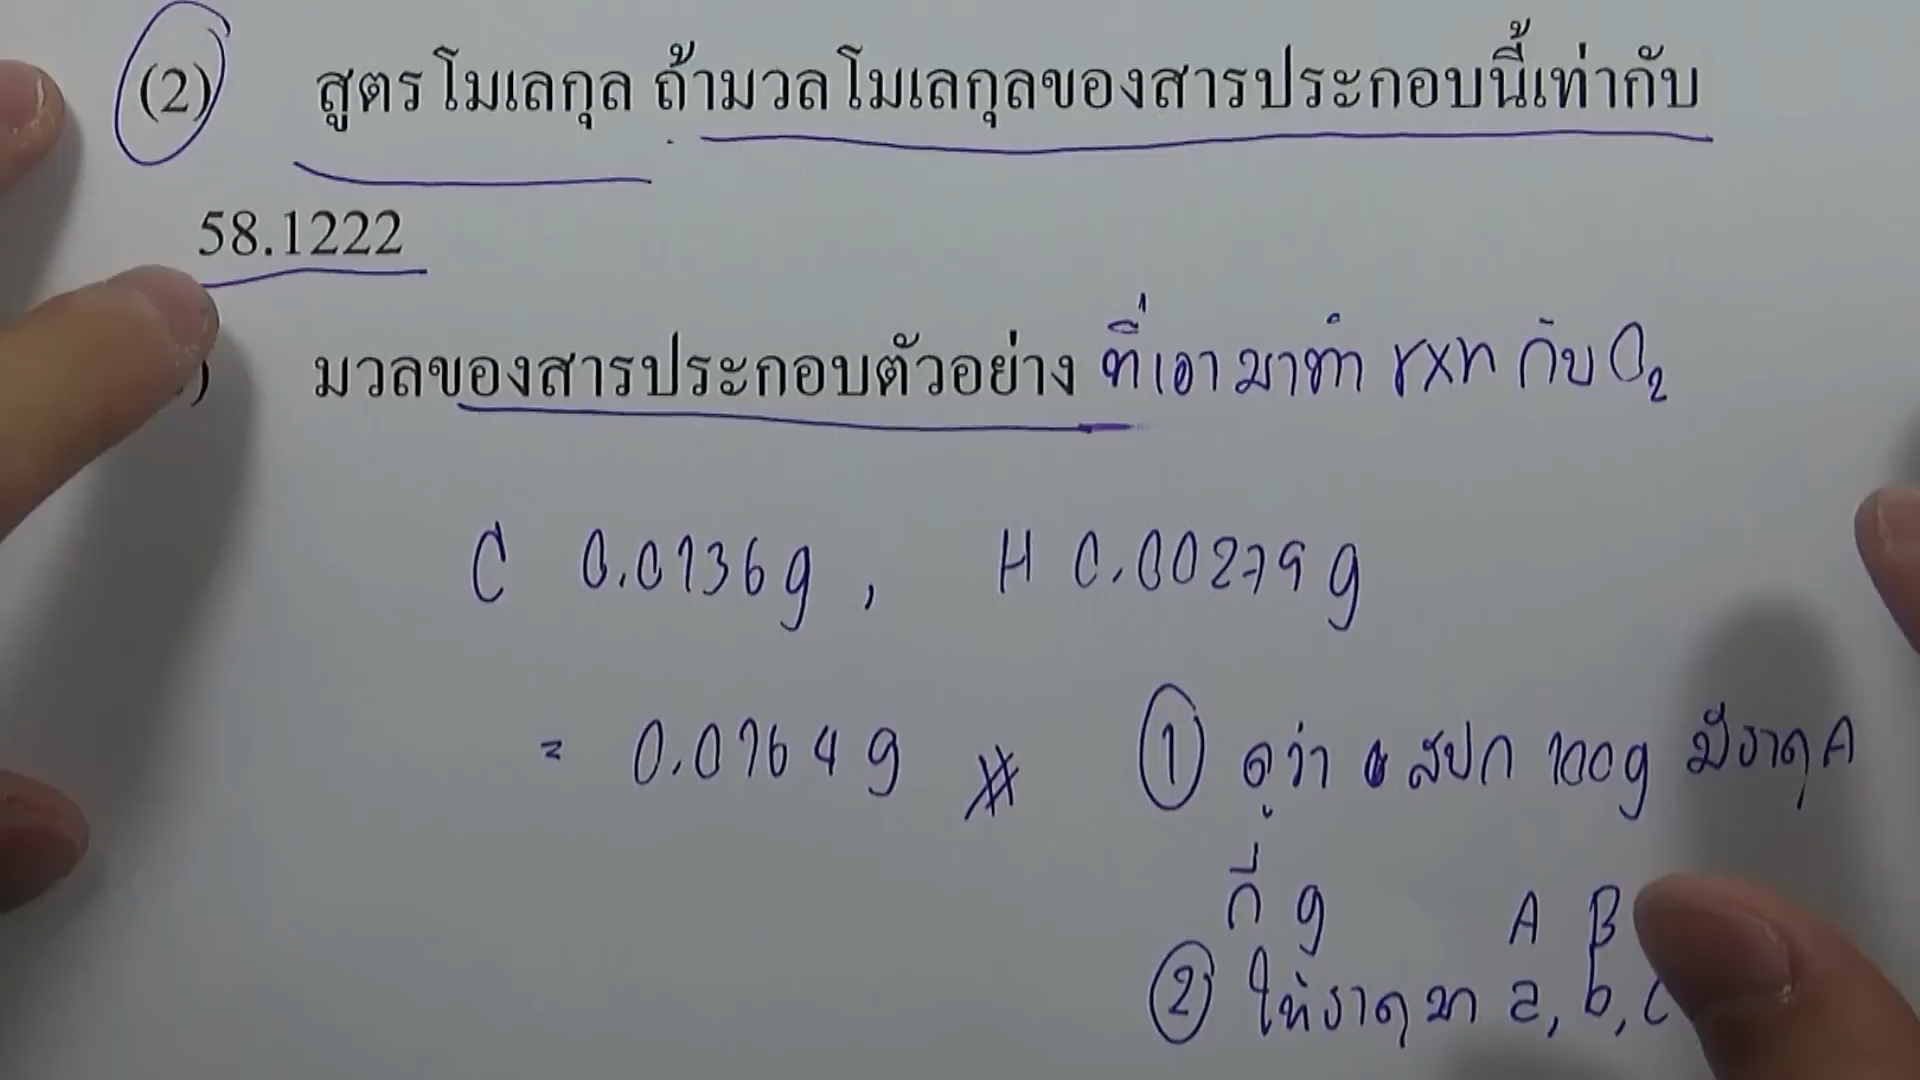 (2) สูตรโมเลกุล ถ้ามวลโมเลกุลของสารประกอบนี้เท่ากับ
58.1222
) มวลของสารประกอบตัวอย่าง ที่เอามาทำ rxn กับ O₂
C 0.0136g , H 0.00279 g
= 0.0164 g
① ดูว่า สปก 100g มีธาตุ A
กี่ g
A B
② ให้ธาตุมา a, b, c